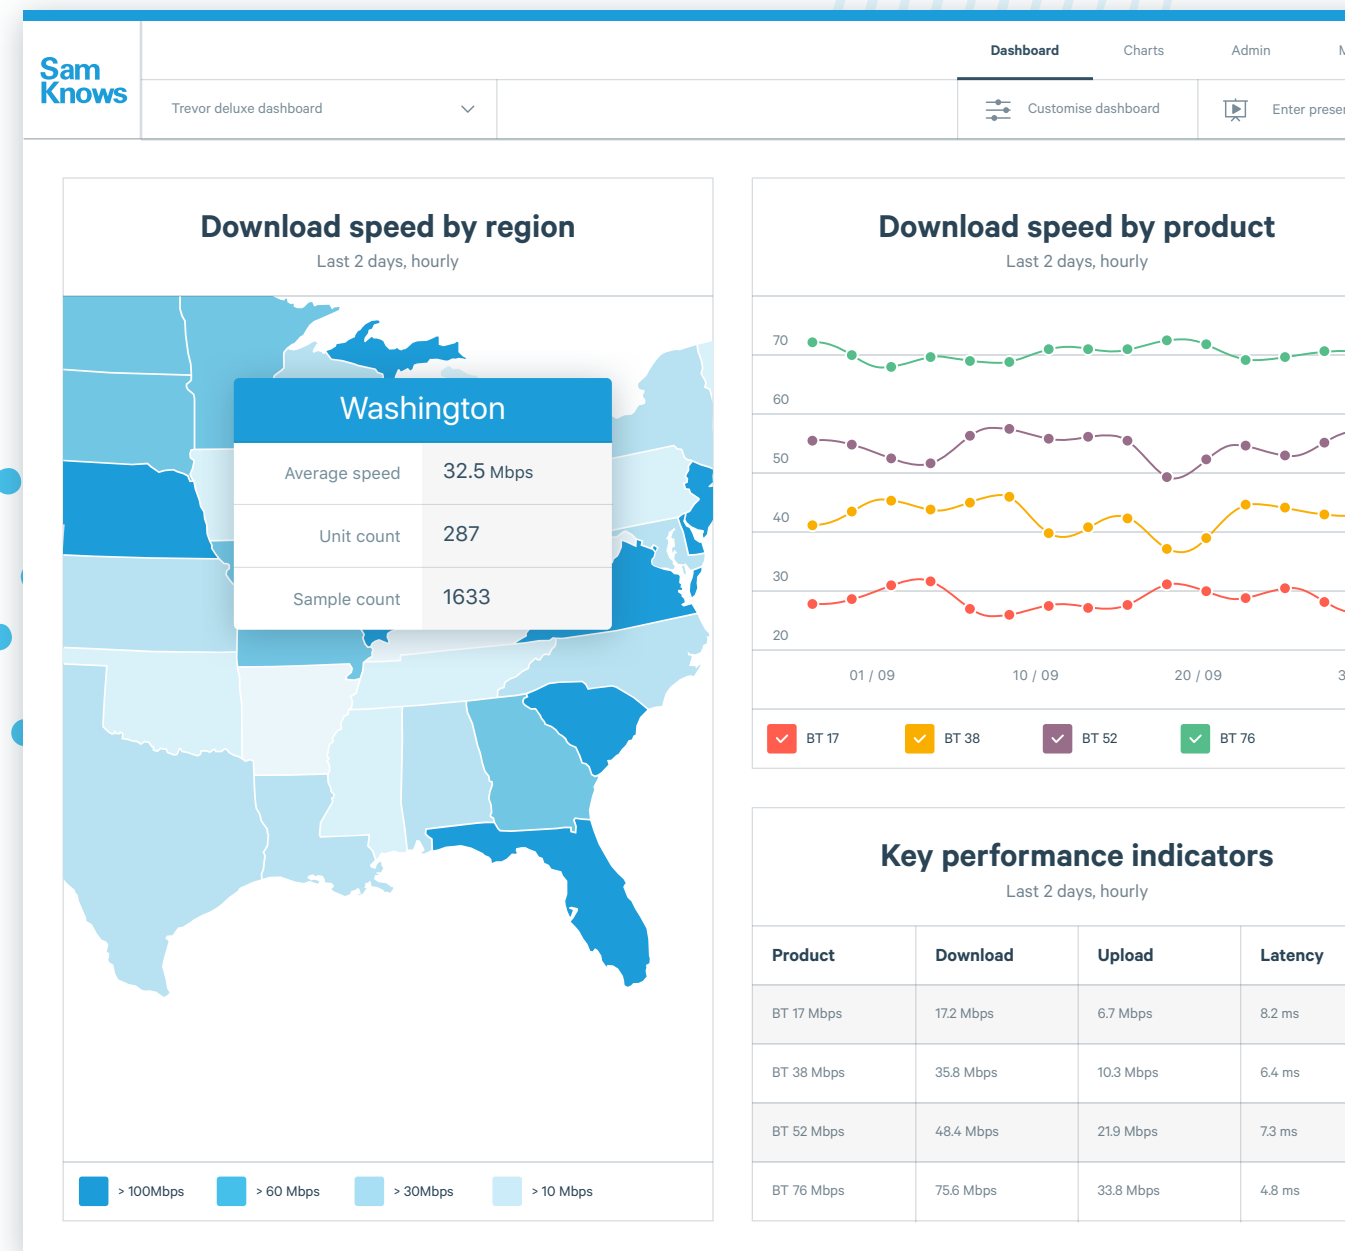 Sam
Knows
Dashboard
Charts
Admin
M
Trevor deluxe dashboard
Customise dashboard
Enter presen
Download speed by region
Last 2 days, hourly
Washington
Average speed 32.5 Mbps
Unit count 287
Sample count 1633
> 100Mbps
> 60 Mbps
> 30Mbps
> 10 Mbps
Download speed by product
Last 2 days, hourly
70
60
50
40
30
20
01 / 09
10 / 09
20 / 09
3
BT 17
BT 38
BT 52
BT 76
Key performance indicators
Last 2 days, hourly
Product Download Upload Latency
BT 17 Mbps 17.2 Mbps 6.7 Mbps 8.2 ms
BT 38 Mbps 35.8 Mbps 10.3 Mbps 6.4 ms
BT 52 Mbps 48.4 Mbps 21.9 Mbps 7.3 ms
BT 76 Mbps 75.6 Mbps 33.8 Mbps 4.8 ms